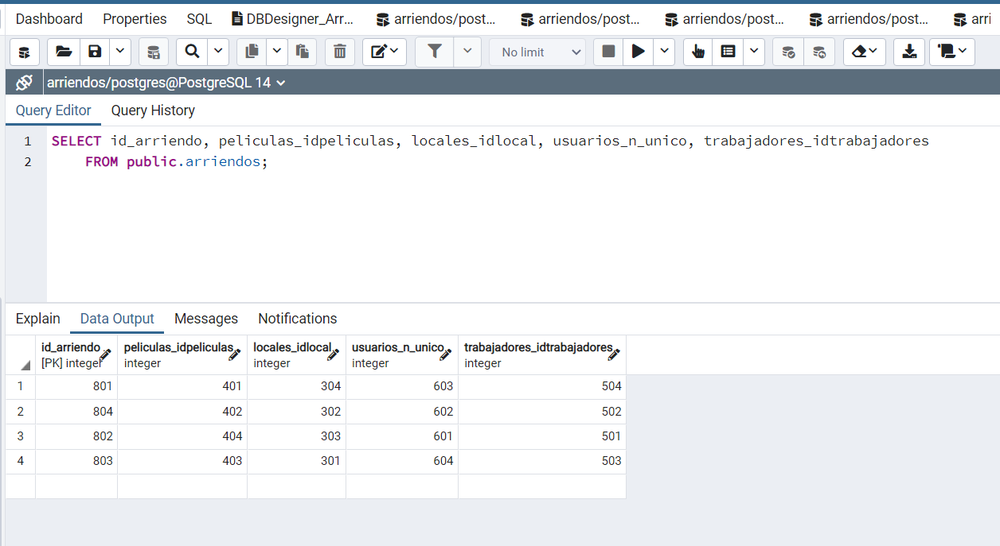 Dashboard Properties SQL DBDesigner_Arr... arriendos/post... arriendos/post... arriendos/post... arriendos/post... arri
No limit
arriendos/postgres@PostgreSQL 14
Query Editor Query History
1 SELECT id_arriendo, peliculas_idpeliculas, locales_idlocal, usuarios_n_unico, trabajadores_idtrabajadores
2 FROM public.arriendos;
Explain Data Output Messages Notifications
id_arriendo peliculas_idpeliculas locales_idlocal usuarios_n_unico trabajadores_idtrabajadores
[PK] integer integer integer integer integer
1 801 401 304 603 504
2 804 402 302 602 502
3 802 404 303 601 501
4 803 403 301 604 503